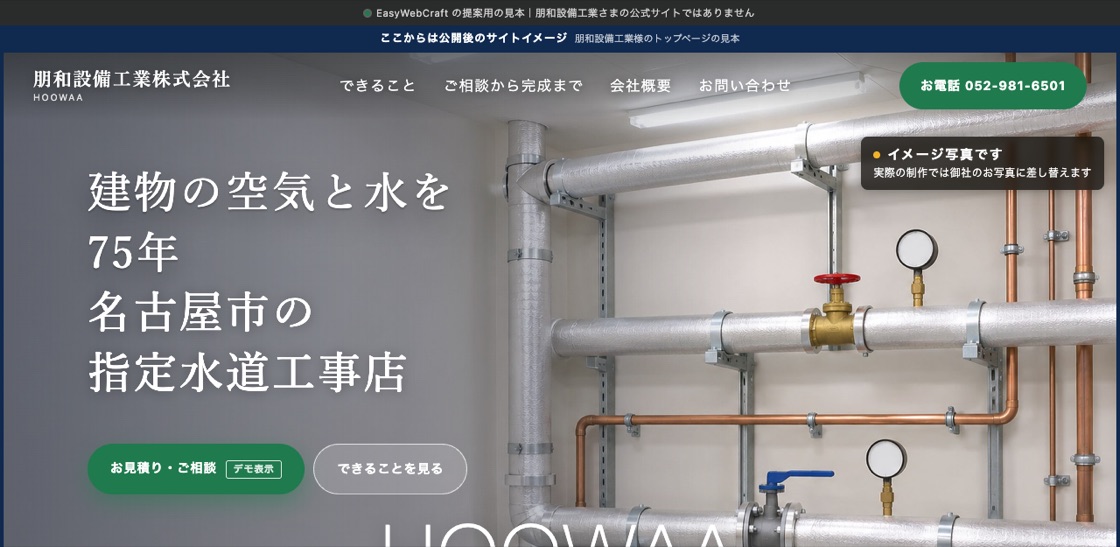 EasyWebCraft の提案用の見本｜朋和設備工業さまの公式サイトではありません
ここからは公開後のサイトイメージ 朋和設備工業様のトップページの見本
朋和設備工業株式会社
HOOWAA
できること ご相談から完成まで 会社概要 お問い合わせ
お電話 052-981-6501
イメージ写真です
実際の制作では御社のお写真に差し替えます
建物の空気と水を
75年
名古屋市の
指定水道工事店
お見積り・ご相談 デモ表示
できることを見る
HOOWAA